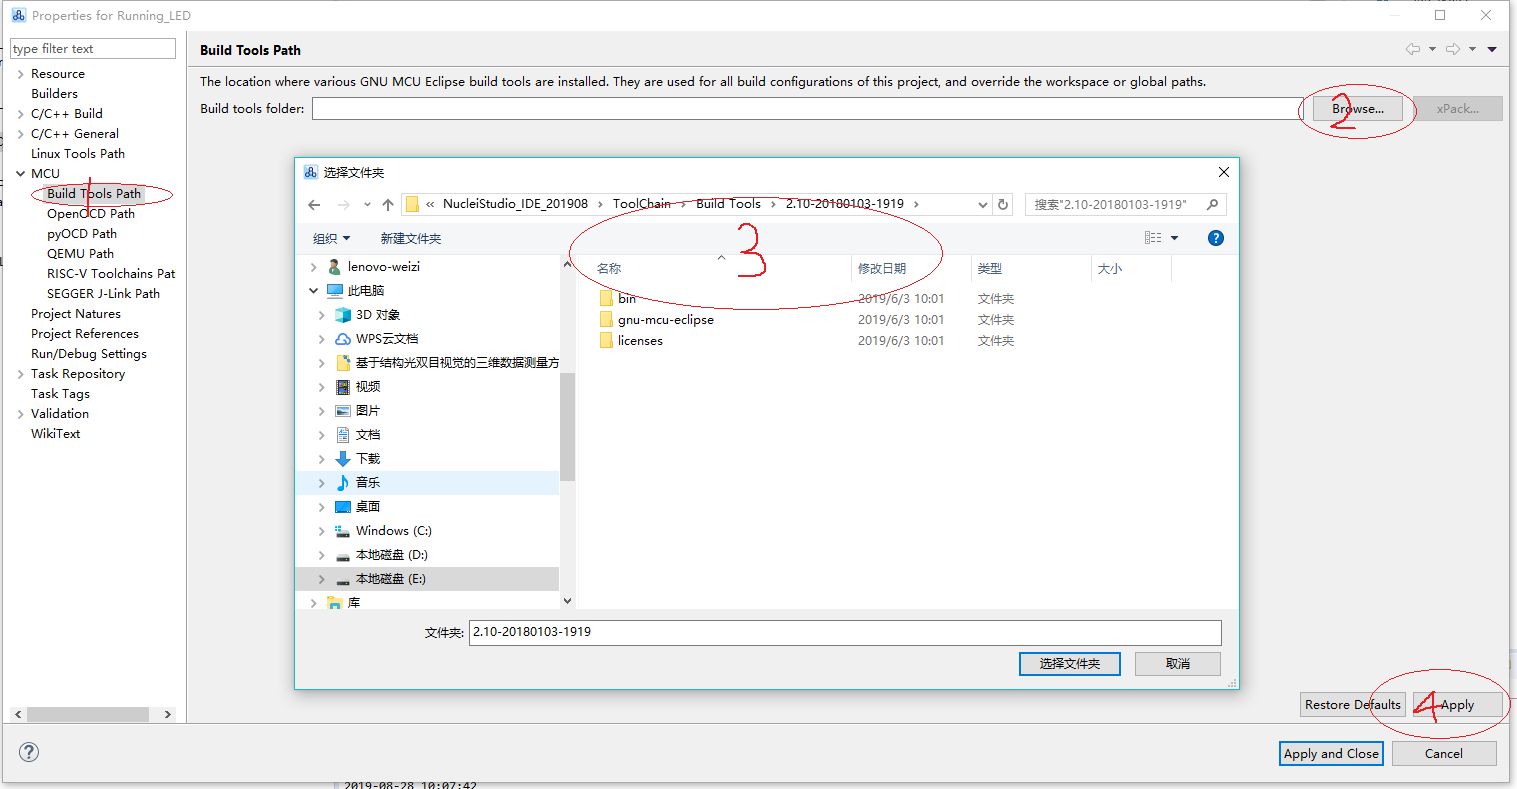 Properties for Running_LED
type filter text
Resource
Builders
C/C++ Build
C/C++ General
Linux Tools Path
MCU
Build Tools Path
OpenOCD Path
pyOCD Path
QEMU Path
RISC-V Toolchains Pat
SEGGER J-Link Path
Project Natures
Project References
Run/Debug Settings
Task Repository
Task Tags
Validation
WikiText
1
Build Tools Path
The location where various GNU MCU Eclipse build tools are installed. They are used for all build configurations of this project, and override the workspace or global paths.
Build tools folder:
Browse...
2
xPack...
选择文件夹
« NucleiStudio_IDE_201908 > ToolChain > Build Tools > 2.10-20180103-1919 >
搜索"2.10-20180103-1919"
组织
新建文件夹
3
lenovo-weizi
此电脑
3D 对象
WPS云文档
基于结构光双目视觉的三维数据测量方
视频
图片
文档
下载
音乐
桌面
Windows (C:)
本地磁盘 (D:)
本地磁盘 (E:)
库
名称 修改日期 类型 大小
bin 2019/6/3 10:01 文件夹
gnu-mcu-eclipse 2019/6/3 10:01 文件夹
licenses 2019/6/3 10:01 文件夹
文件夹: 2.10-20180103-1919
选择文件夹
取消
Restore Defaults
4
Apply
Apply and Close
Cancel
2019-08-28 10:07:42